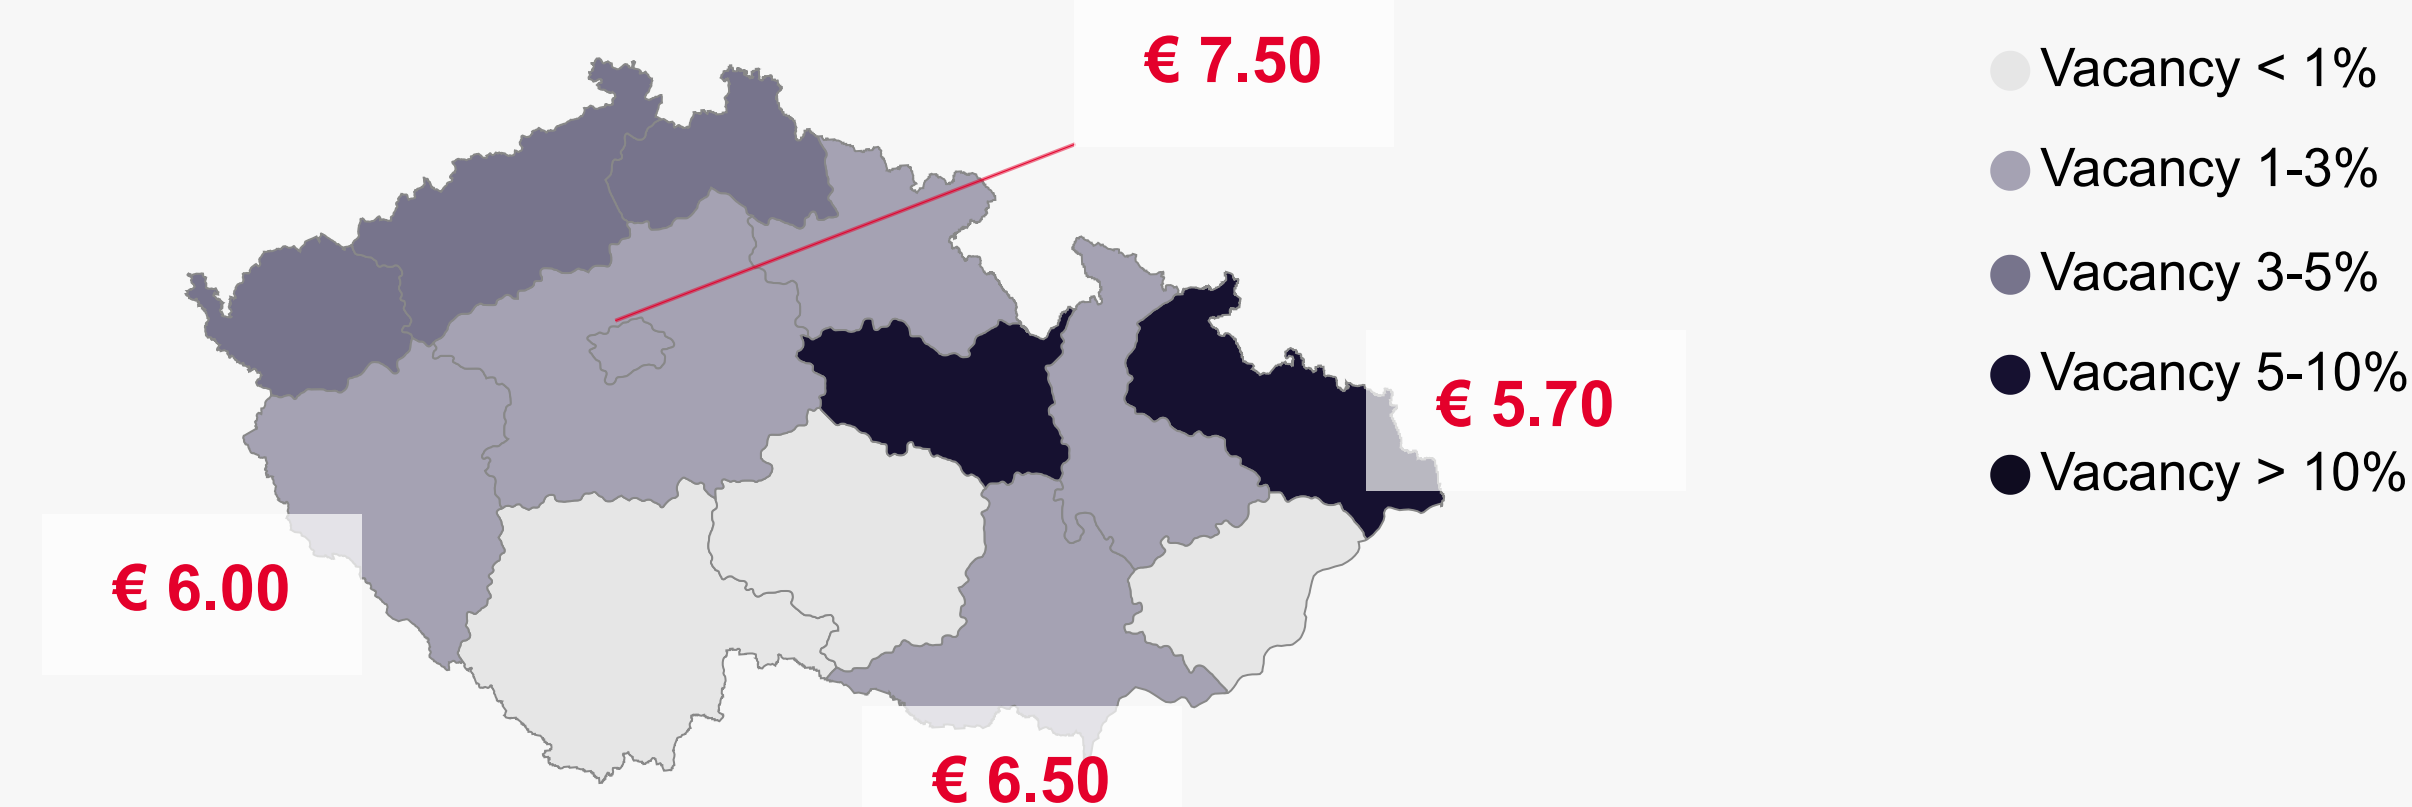 € 7.50
€ 5.70
€ 6.00
€ 6.50
Vacancy < 1%
Vacancy 1-3%
Vacancy 3-5%
Vacancy 5-10%
Vacancy > 10%